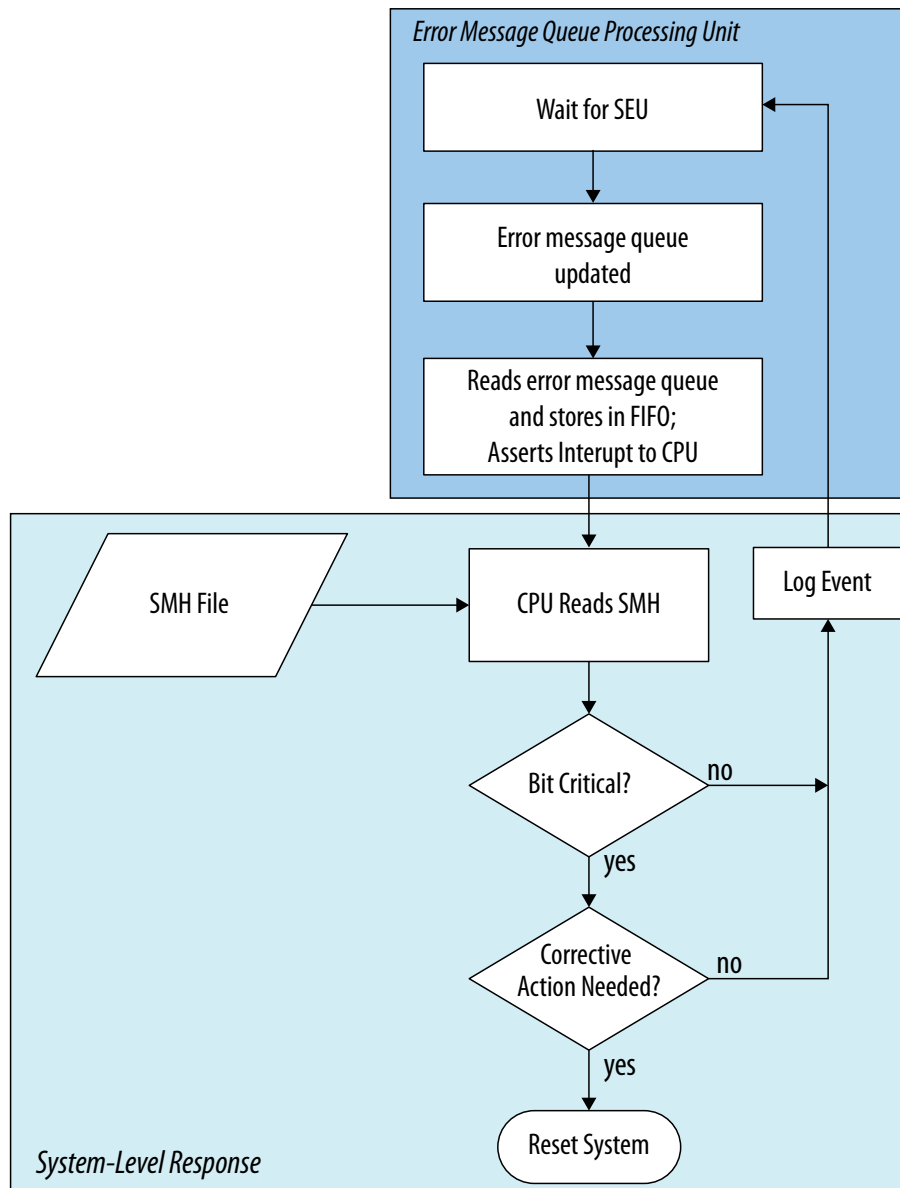 Error Message Queue Processing Unit
Wait for SEU
Error message queue
updated
Reads error message queue
and stores in FIFO;
Asserts Interupt to CPU
SMH File
CPU Reads SMH
Log Event
Bit Critical?
no
yes
Corrective
Action Needed?
no
yes
Reset System
System-Level Response